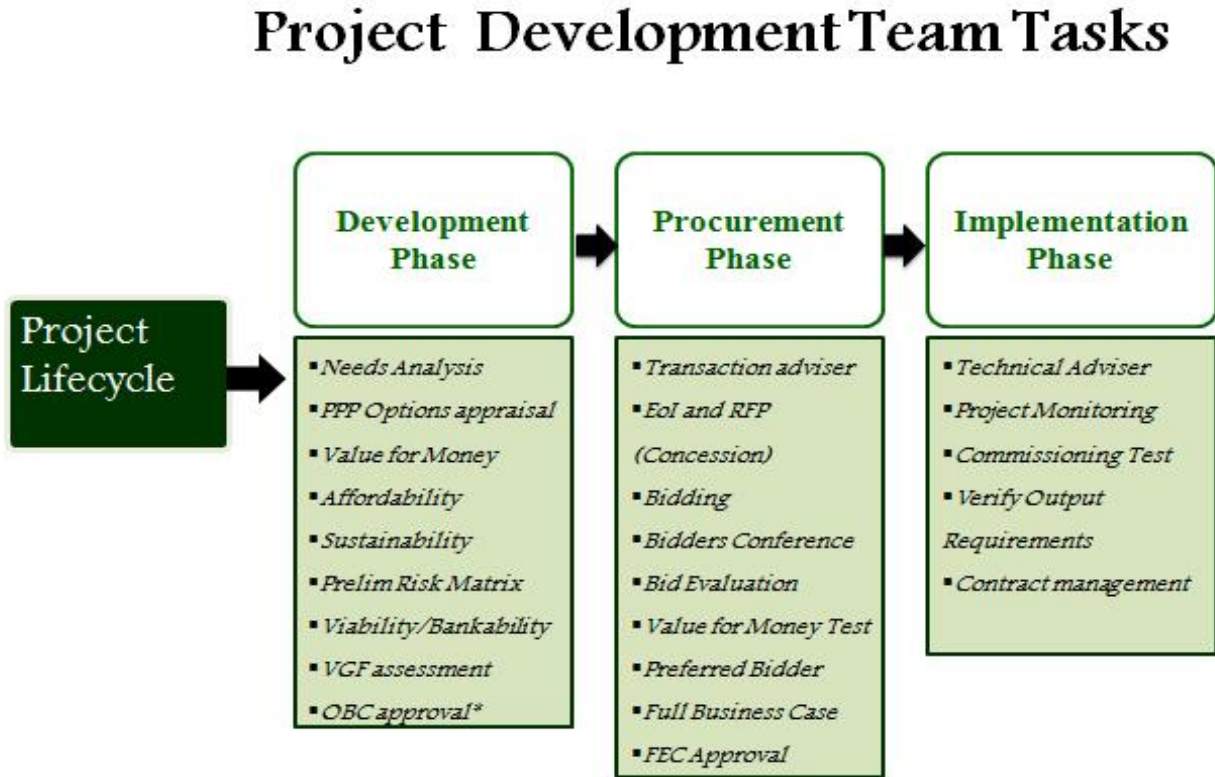 Project Development Team Tasks
Project
Lifecycle
Development
Phase
▪Needs Analysis
▪PPP Options appraisal
▪Value for Money
▪Affordability
▪Sustainability
▪Prelim Risk Matrix
▪Viability/Bankability
▪VGF assessment
▪OBC approval*
Procurement
Phase
▪Transaction adviser
▪EoI and RFP
(Concession)
▪Bidding
▪Bidders Conference
▪Bid Evaluation
▪Value for Money Test
▪Preferred Bidder
▪Full Business Case
▪FEC Approval
Implementation
Phase
▪Technical Adviser
▪Project Monitoring
▪Commissioning Test
▪Verify Output
Requirements
▪Contract management